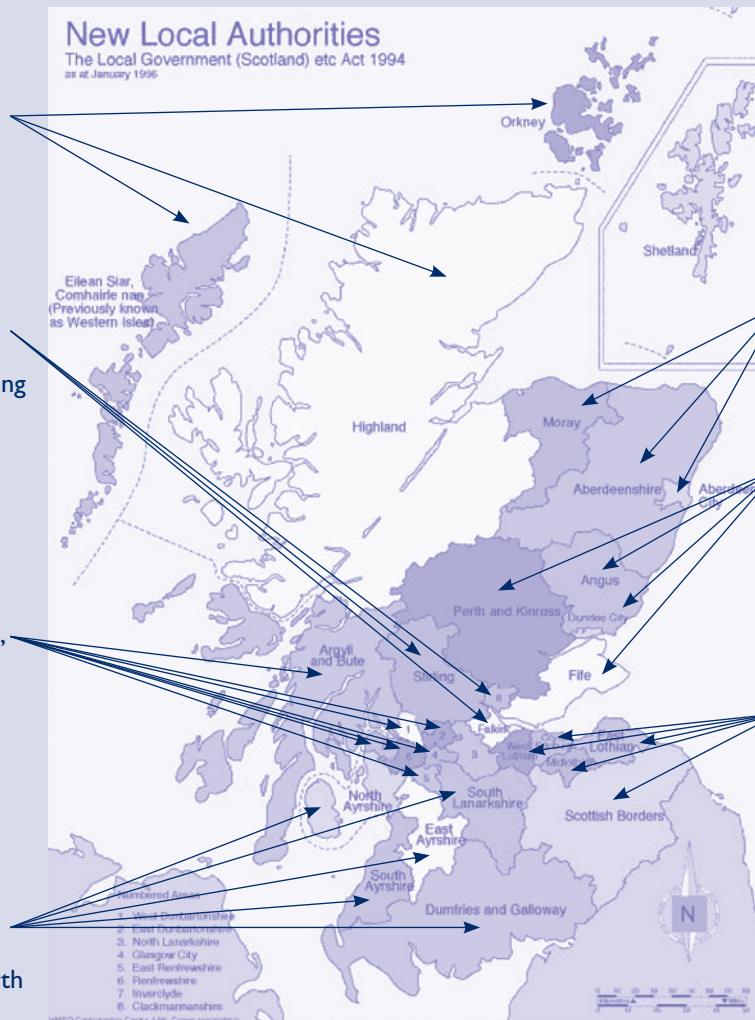 New Local Authorities
The Local Government (Scotland) etc Act 1994
as at January 1996
Orkney
Shetland
Eilean Siar,
Comhairle nan
(Previously known
as Western Isles)
ing
Highland
Moray
Aberdeenshire
Aberdeen
City
Angus
Perth and Kinross
Dundee City
,
Argyll
and Bute
Stirling
Fife
8
1
2
Falkirk
West
Lothian
East
Lothian
Midlothian
6
4
3
5
North
Ayrshire
South
Lanarkshire
Scottish Borders
East
Ayrshire
South
Ayrshire
Dumfries and Galloway
N
Numbered Areas
1. West Dunbartonshire
2. East Dunbartonshire
3. North Lanarkshire
4. Glasgow City
5. East Renfrewshire
6. Renfrewshire
7. Inverclyde
8. Clackmannanshire
rth